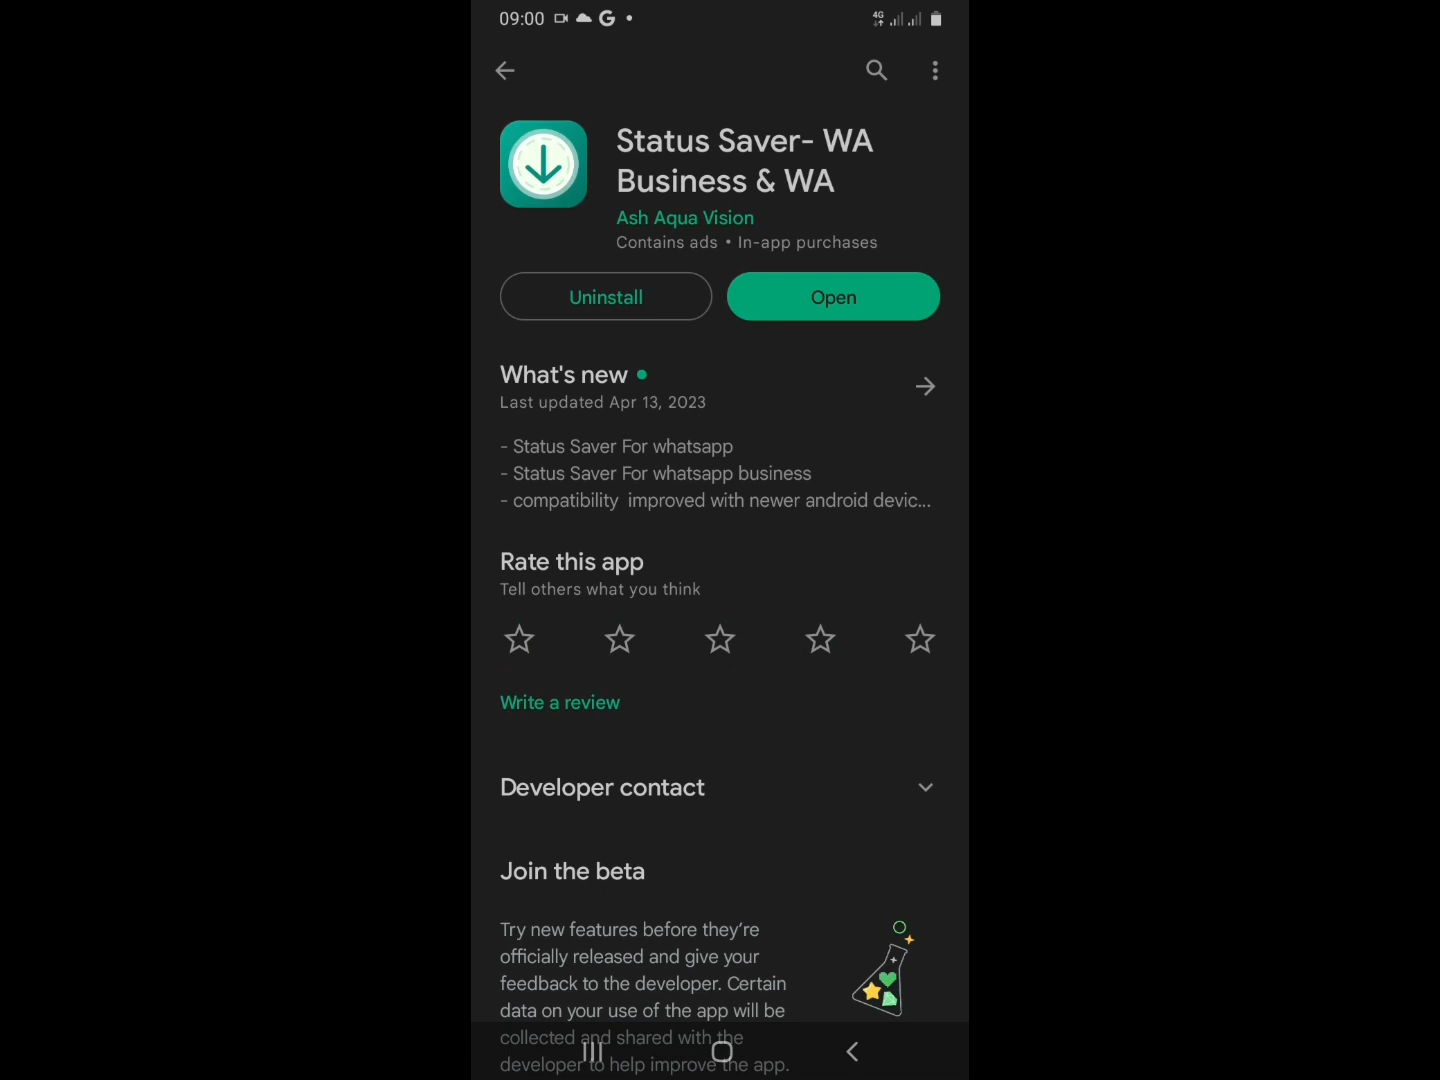 09:00
4G
Status Saver- WA
Business & WA
Ash Aqua Vision
Contains ads • In-app purchases
Uninstall
Open
What's new
Last updated Apr 13, 2023
- Status Saver For whatsapp
- Status Saver For whatsapp business
- compatibility  improved with newer android devic...
Rate this app
Tell others what you think
Write a review
Developer contact
Join the beta
Try new features before they're
officially released and give your
feedback to the developer. Certain
data on your use of the app will be
collected and shared with the
developer to help improve the app.